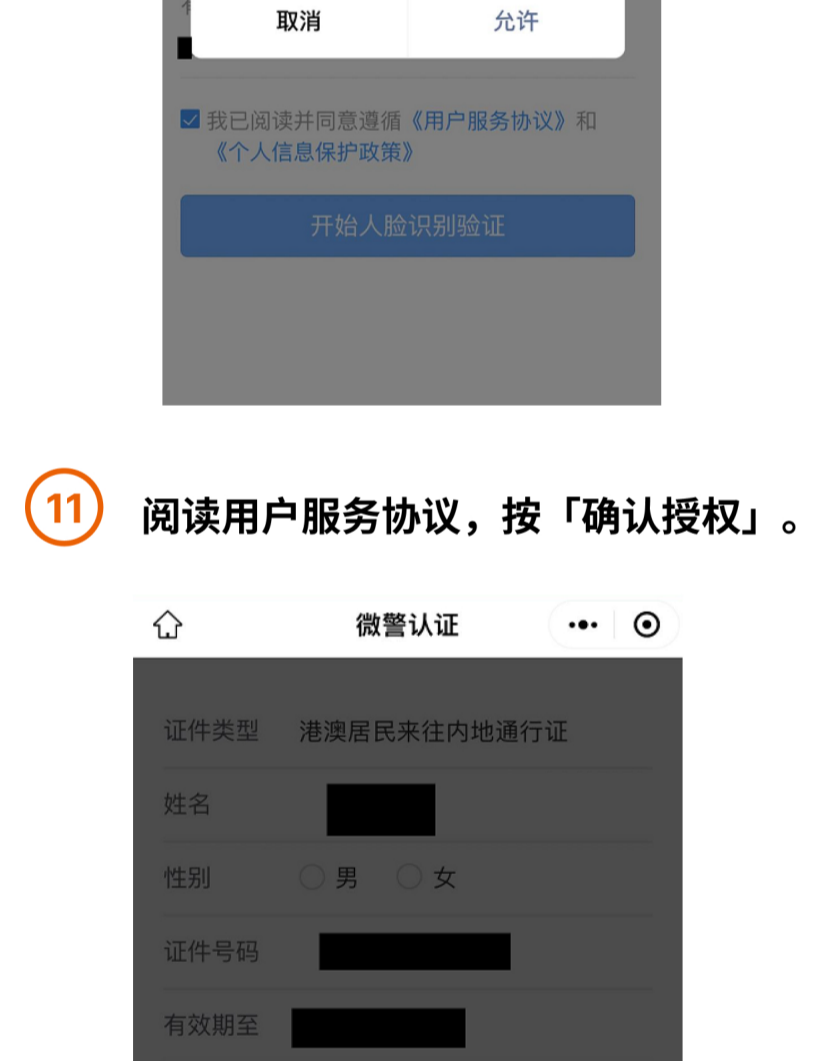 取消 允许
我已阅读并同意遵循《用户服务协议》和
《个人信息保护政策》
开始人脸识别验证
11 阅读用户服务协议，按「确认授权」。
微警认证
证件类型 港澳居民来往内地通行证
姓名
性别 男 女
证件号码
有效期至